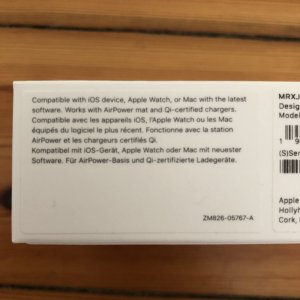 Compatible with iOS device, Apple Watch, or Mac with the latest
software. Works with AirPower mat and Qi-certified chargers.
Compatible avec les appareils iOS, l'Apple Watch ou les Mac
équipés du logiciel le plus récent. Fonctionne avec la station
AirPower et les chargeurs certifiés Qi.
Kompatibel mit iOS-Gerät, Apple Watch oder Mac mit neuester
Software. Für AirPower-Basis und Qi-zertifizierte Ladegeräte.
ZM826-05767-A
Model
(S)Ser
Apple
Cork,